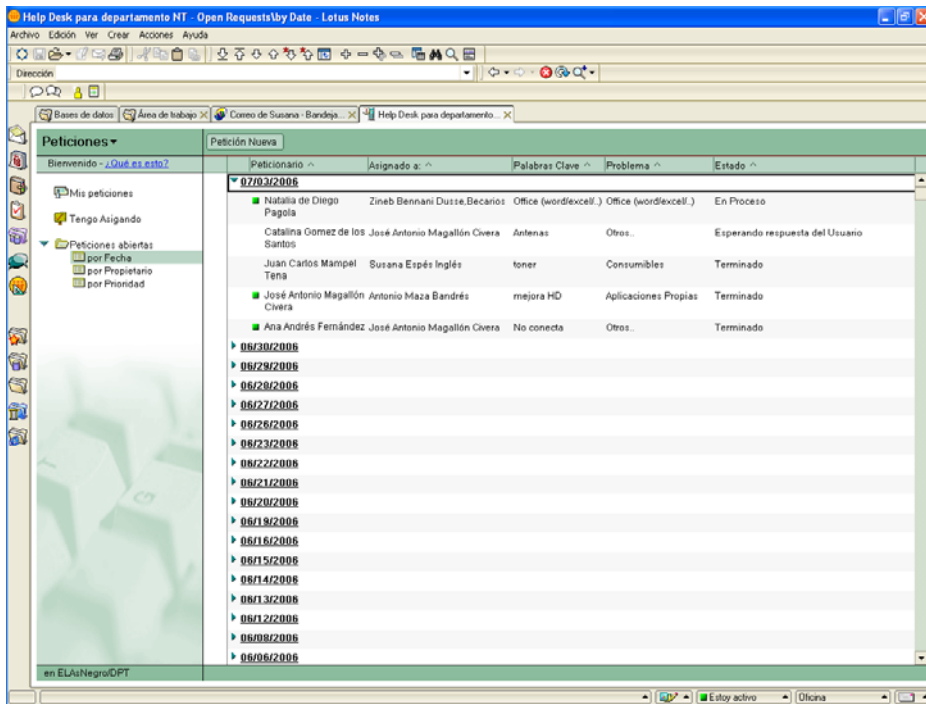 Help Desk para departamento NT - Open Requests\by Date - Lotus Notes
Archivo Edición Ver Crear Acciones Ayuda
Dirección
Bases de datos Área de trabajo Correo de Susana - Bandeja... Help Desk para departamento...
Peticiones Petición Nueva
Bienvenido - ¿Qué es esto? Peticionario Asignado a: Palabras Clave Problema Estado
07/03/2006
Mis peticiones
Natalia de Diego Pagola Zineb Bennani Dusse,Becarios Office (word/excel/..) Office (word/excel/..) En Proceso
Tengo Asigando
Catalina Gomez de los Santos José Antonio Magallón Civera Antenas Otros.. Esperando respuesta del Usuario
Peticiones abiertas
por Fecha
por Propietario
por Prioridad
Juan Carlos Mampel Tena Susana Espés Inglés toner Consumibles Terminado
José Antonio Magallón Civera Antonio Maza Bandrés mejora HD Aplicaciones Propias Terminado
Ana Andrés Fernández José Antonio Magallón Civera No conecta Otros.. Terminado
06/30/2006
06/29/2006
06/28/2006
06/27/2006
06/26/2006
06/23/2006
06/22/2006
06/21/2006
06/20/2006
06/19/2006
06/16/2006
06/15/2006
06/14/2006
06/13/2006
06/12/2006
06/08/2006
06/06/2006
en ELAsNegro/DPT
Estoy activo Oficina